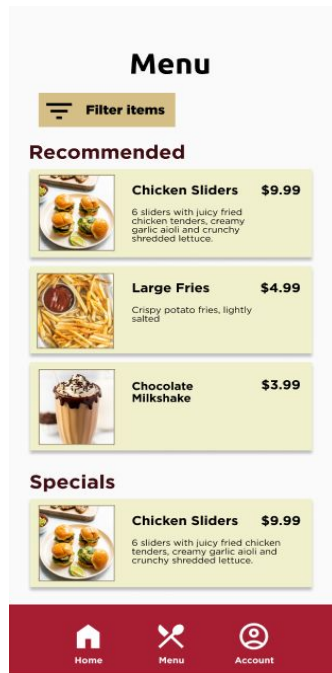 Menu
Filter items
Recommended
Chicken Sliders $9.99
6 sliders with juicy fried
chicken tenders, creamy
garlic aioli and crunchy
shredded lettuce.
Large Fries $4.99
Crispy potato fries, lightly
salted
Chocolate $3.99
Milkshake
Specials
Chicken Sliders $9.99
6 sliders with juicy fried chicken
tenders, creamy garlic aioli and
crunchy shredded lettuce.
Home Menu Account